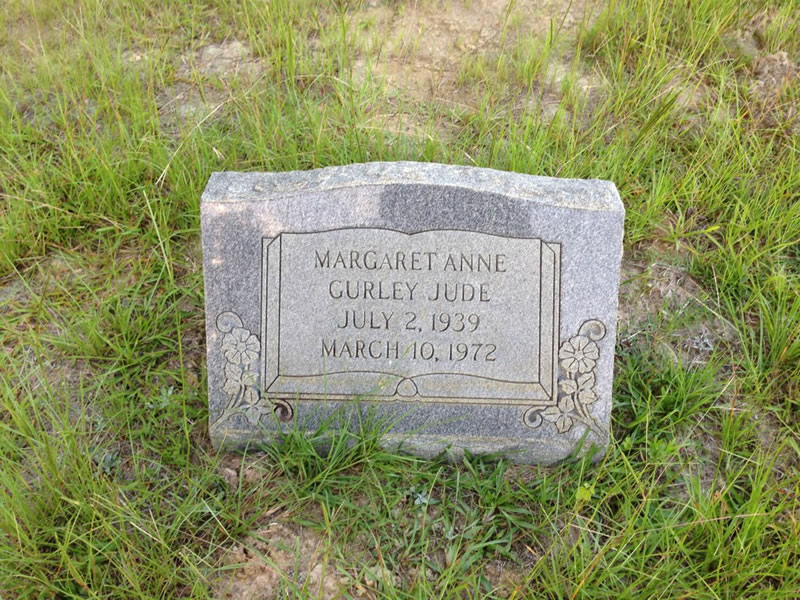 MARGARET ANNE
GURLEY JUDE
JULY 2, 1939
MARCH 10, 1972